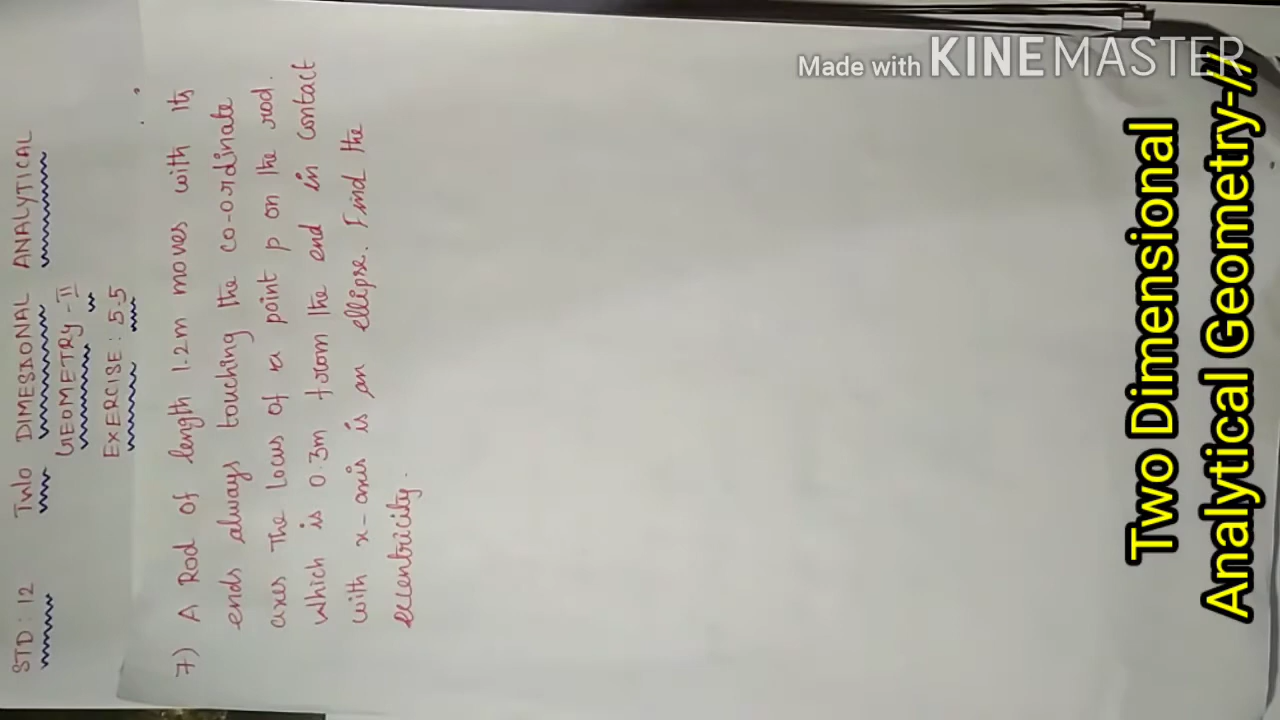 STD : 12 Two DIMESIONAL ANALYTICAL
GEOMETRY - II
EXERCISE : 5.5
7) A Rod of length 1.2m moves with Its
ends always touching the co-ordinate
axes The Locus of a point p on the rod.
Which is 0.3m from the end in contact
with x-axis is an ellipse. Find the
eccentricity.
Made with KINEMASTER
Two Dimensional
Analytical Geometry-//